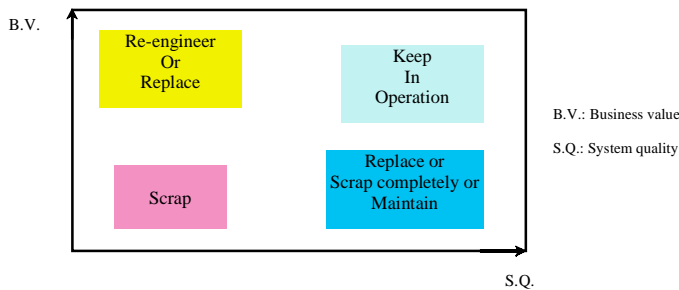 B.V.
Re-engineer
Or
Replace
Keep
In
Operation
B.V.: Business value
S.Q.: System quality
Scrap
Replace or
Scrap completely or
Maintain
S.Q.